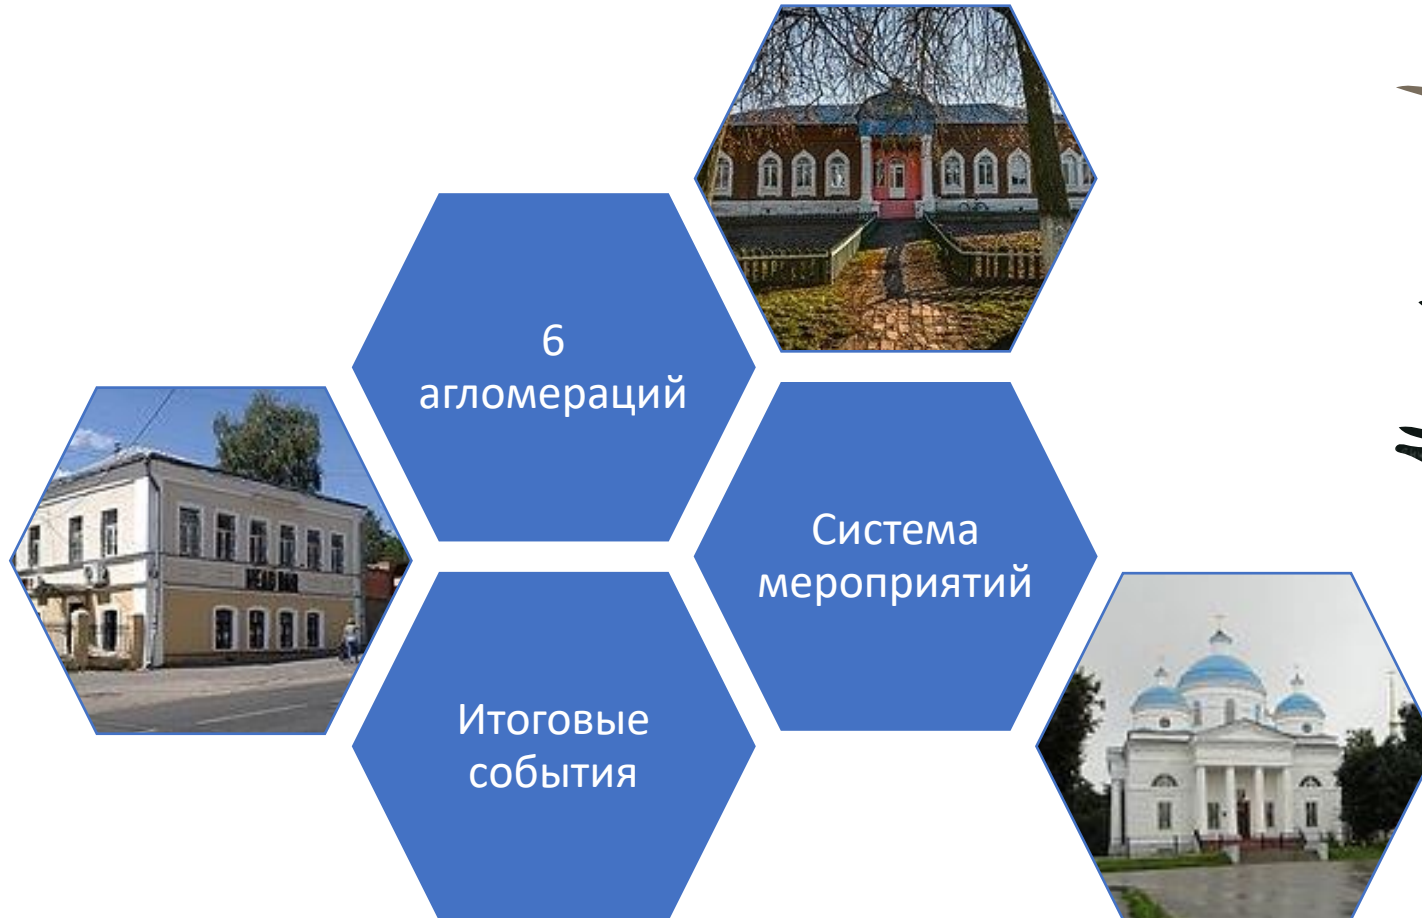 6
агломераций
Система
мероприятий
Итоговые
события